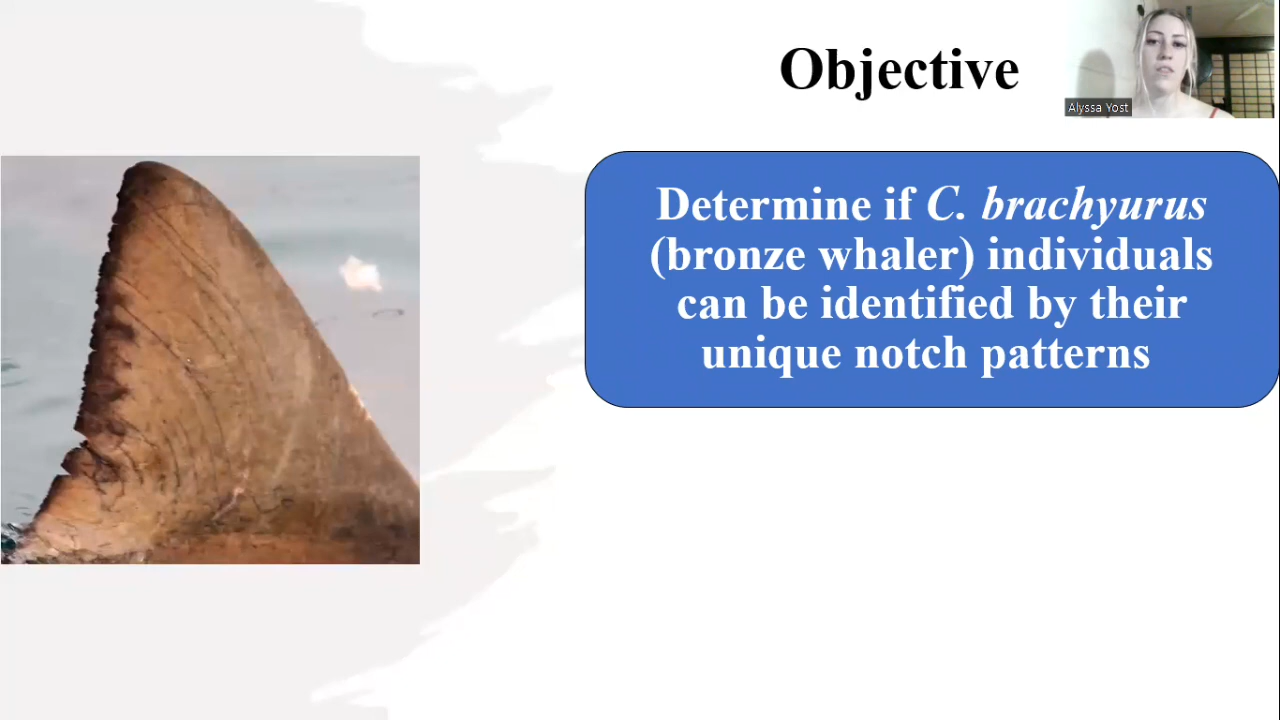 Objective
Alyssa Yost
Determine if C. brachyurus
(bronze whaler) individuals
can be identified by their
unique notch patterns